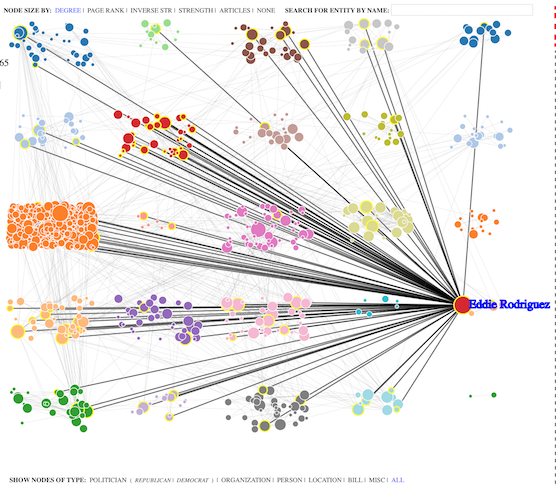 NODE SIZE BY: DEGREE | PAGE RANK | INVERSE STR | STRENGTH | ARTICLES | NONE SEARCH FOR ENTITY BY NAME:
65
Eddie Rodriguez
SHOW NODES OF TYPE: POLITICIAN ( REPUBLICAN | DEMOCRAT ) | ORGANIZATION | PERSON | LOCATION | BILL | MISC | ALL